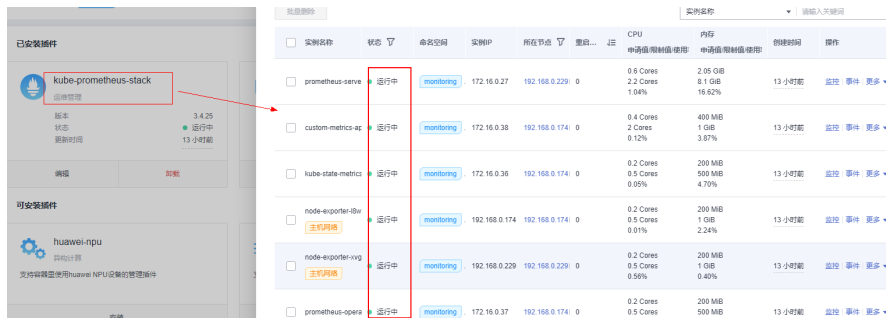 批量删除
实例名称
请输入关键词
已安装插件
实例名称 状态 命名空间 实例IP 所在节点 重启... CPU 内存 创建时间 操作
申请值/限制值/使用 申请值/限制值/使用
kube-prometheus-stack
运维管理
版本 3.4.25
状态 运行中
更新时间 13 小时前
编辑 卸载
可安装插件
huawei-npu
异构计算
支持容器里使用huawei NPU设备的管理插件
安装
prometheus-serve 运行中 monitoring 172.16.0.27 192.168.0.229 0 0.6 Cores 2.05 GiB 13 小时前 监控 事件 更多
2.2 Cores 8.1 GiB
1.04% 16.62%
custom-metrics-ap 运行中 monitoring 172.16.0.38 192.168.0.174 0 0.4 Cores 400 MiB 13 小时前 监控 事件 更多
2 Cores 1 GiB
0.12% 3.87%
kube-state-metrics 运行中 monitoring 172.16.0.36 192.168.0.174 0 0.2 Cores 200 MiB 13 小时前 监控 事件 更多
0.5 Cores 500 MiB
0.05% 4.70%
node-exporter-l8w 运行中 monitoring 192.168.0.174 192.168.0.174 0 0.2 Cores 200 MiB 13 小时前 监控 事件 更多
主机网络 0.5 Cores 1 GiB
0.01% 2.24%
node-exporter-xvg 运行中 monitoring 192.168.0.229 192.168.0.229 0 0.2 Cores 200 MiB 13 小时前 监控 事件 更多
主机网络 0.5 Cores 1 GiB
0.56% 0.40%
prometheus-opera 运行中 monitoring 172.16.0.37 192.168.0.174 0 0.2 Cores 200 MiB 13 小时前 监控 事件 更多
0.5 Cores 500 MiB